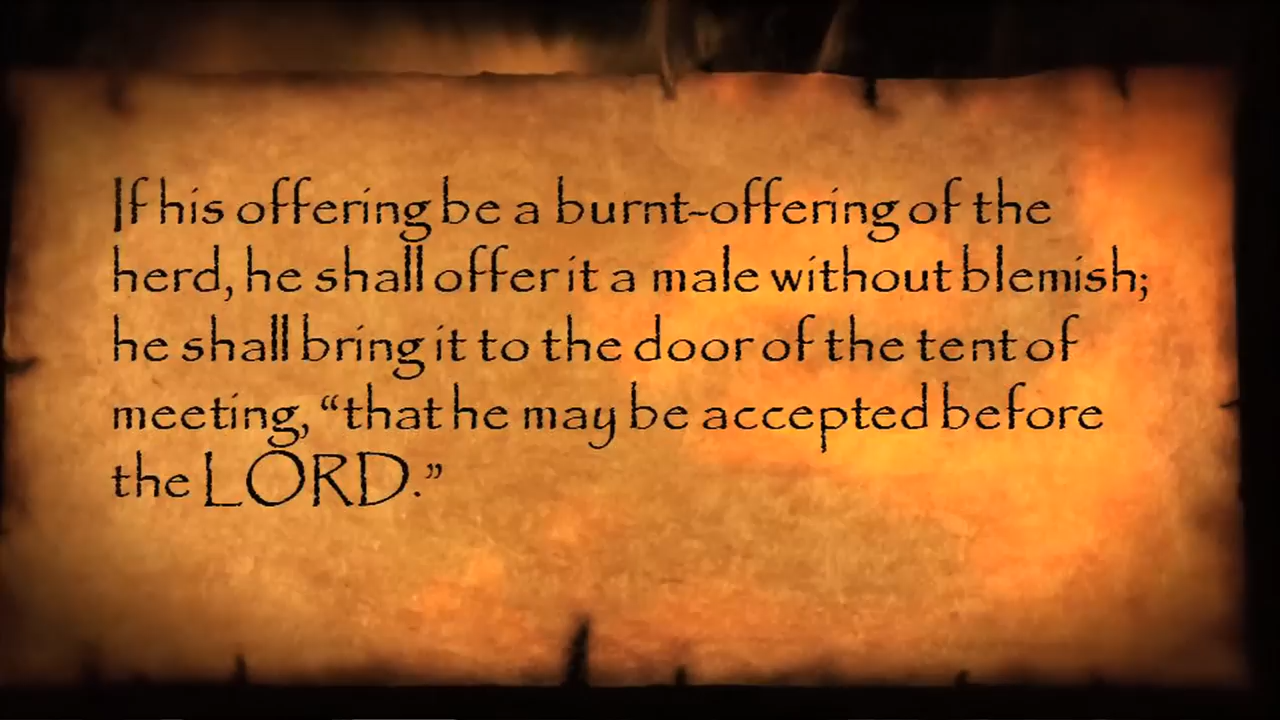 If his offering be a burnt-offering of the
herd, he shall offer it a male without blemish;
he shall bring it to the door of the tent of
meeting, “that he may be accepted before
the LORD.”